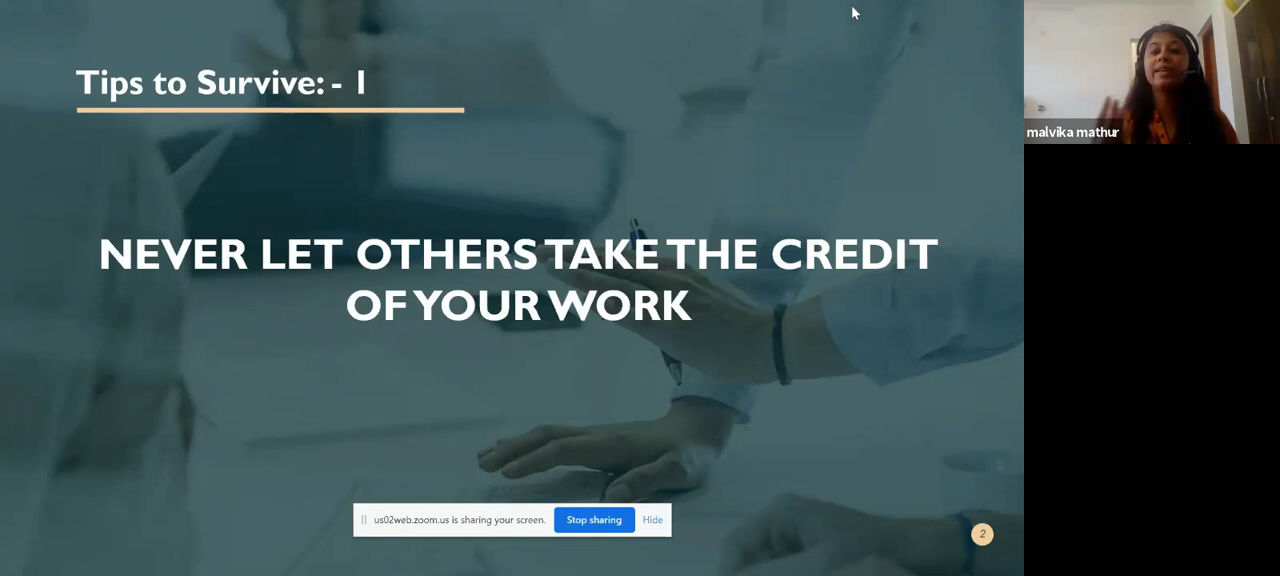 Tips to Survive: - 1
NEVER LET OTHERS TAKE THE CREDIT
OF YOUR WORK
malvika mathur
us02web.zoom.us is sharing your screen.
Stop sharing
Hide
2